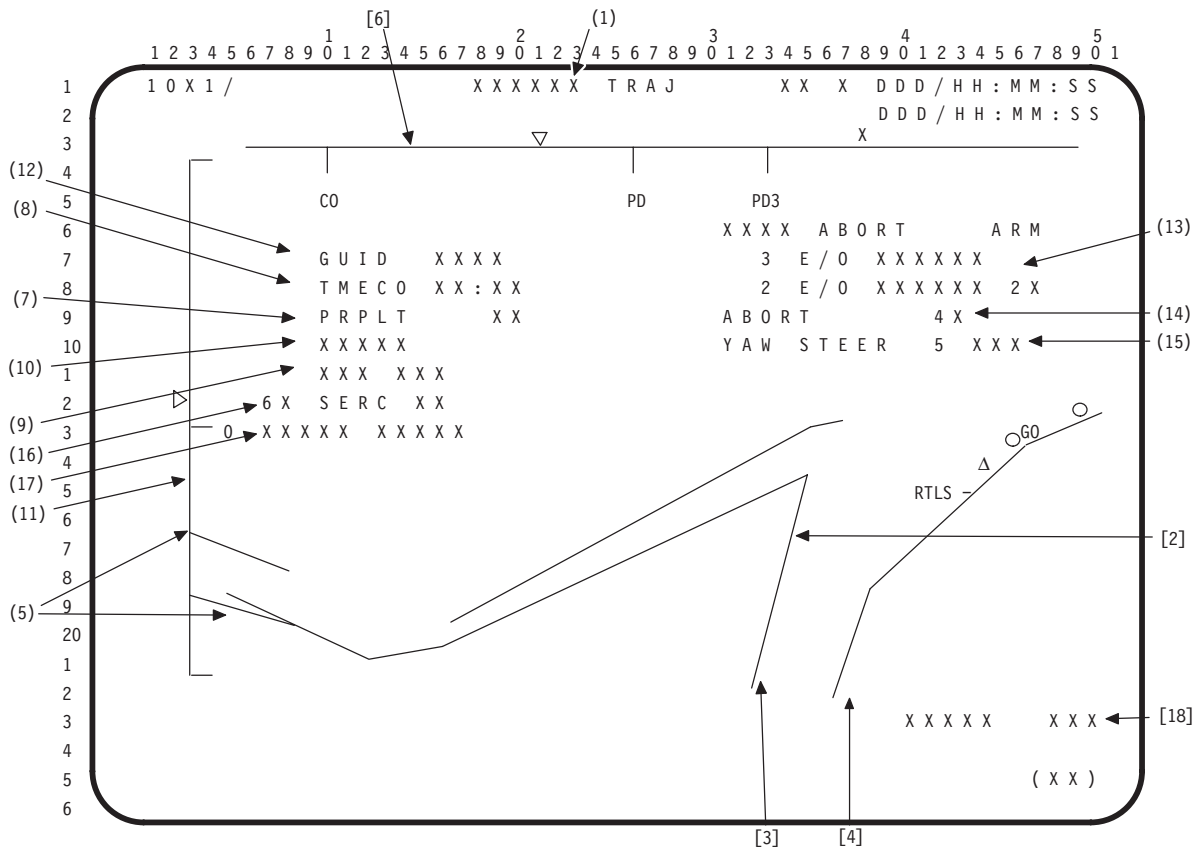 [6] (1)
1 2 3 4 5
0 0 0 0 0
1 2 3 4 5 6 7 8 9 0 1 2 3 4 5 6 7 8 9 0 1 2 3 4 5 6 7 8 9 0 1 2 3 4 5 6 7 8 9 0 1 2 3 4 5 6 7 8 9 0 1
1 1 0 X 1 / X X X X X X T R A J X X X D D D / H H : M M : S S
2 D D D / H H : M M : S S
3 X
(12) 4
5 CO PD PD3
(8) 6 X X X X A B O R T A R M (13)
7 G U I D X X X X 3 E / O X X X X X X
(7) 8 T M E C O X X : X X 2 E / O X X X X X X 2 X
9 P R P L T X X A B O R T 4 X (14)
(10) 10 X X X X X Y A W S T E E R 5 X X X (15)
1 X X X X X X
(9) 2 6 X S E R C X X
(16) 3 0 X X X X X X X X X X GO
(17) 4 Δ
(11) 5 RTLS –
6
7 [2]
8
(5) 9
20
1
2
3 X X X X X X X X [18]
4
5 ( X X )
6
[3] [4]